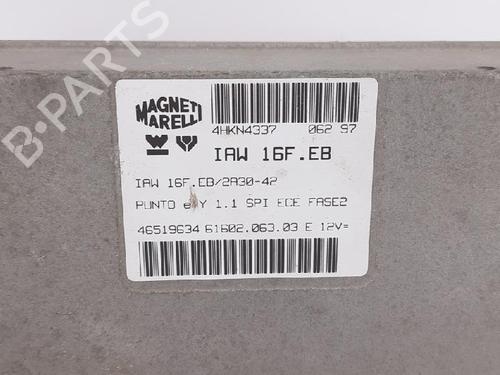 MAGNETI
MARELLI
4HKN4337 062 97
IAW 16F.EB
IAW 16F.EB/2A30-42
PUNTO 6/Y 1.1 SPI ECE FASE2
46519634 61602.063.03 E 12V=
B-PARTS